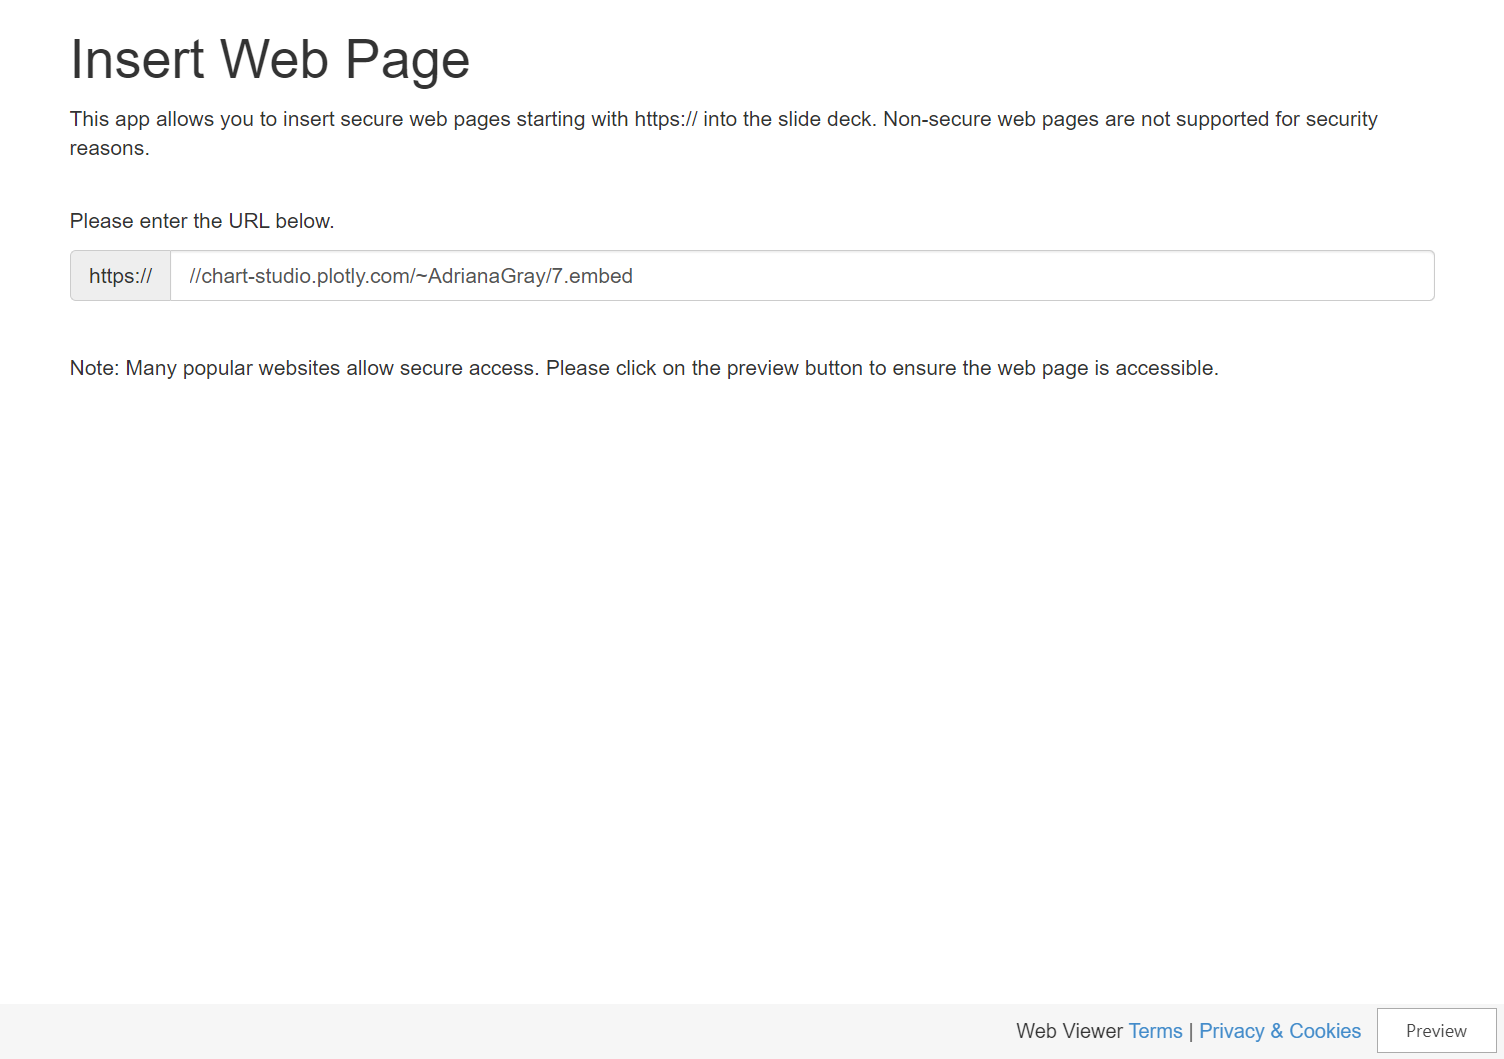 Insert Web Page
This app allows you to insert secure web pages starting with https:// into the slide deck. Non-secure web pages are not supported for security
reasons.
Please enter the URL below.
https:// //chart-studio.plotly.com/~AdrianaGray/7.embed
Note: Many popular websites allow secure access. Please click on the preview button to ensure the web page is accessible.
Web Viewer Terms | Privacy & Cookies Preview